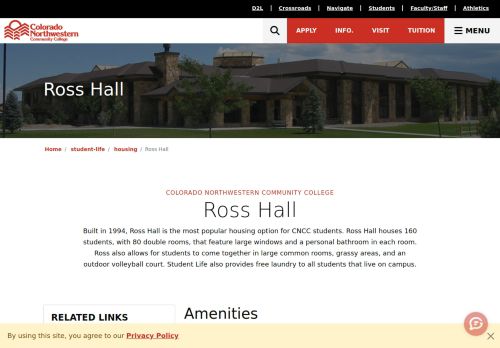 D2L | Crossroads | Navigate | Students | Faculty/Staff | Athletics
Colorado
Northwestern
Community College
APPLY INFO. VISIT TUITION MENU
Ross Hall
Home / student-life / housing / Ross Hall
COLORADO NORTHWESTERN COMMUNITY COLLEGE
Ross Hall
Built in 1994, Ross Hall is the most popular housing option for CNCC students. Ross Hall houses 160
students, with 80 double rooms, that feature large windows and a personal bathroom in each room.
Ross also allows for students to come together in large common rooms, grassy areas, and an
outdoor volleyball court. Student Life also provides free laundry to all students that live on campus.
RELATED LINKS
Amenities
By using this site, you agree to our Privacy Policy